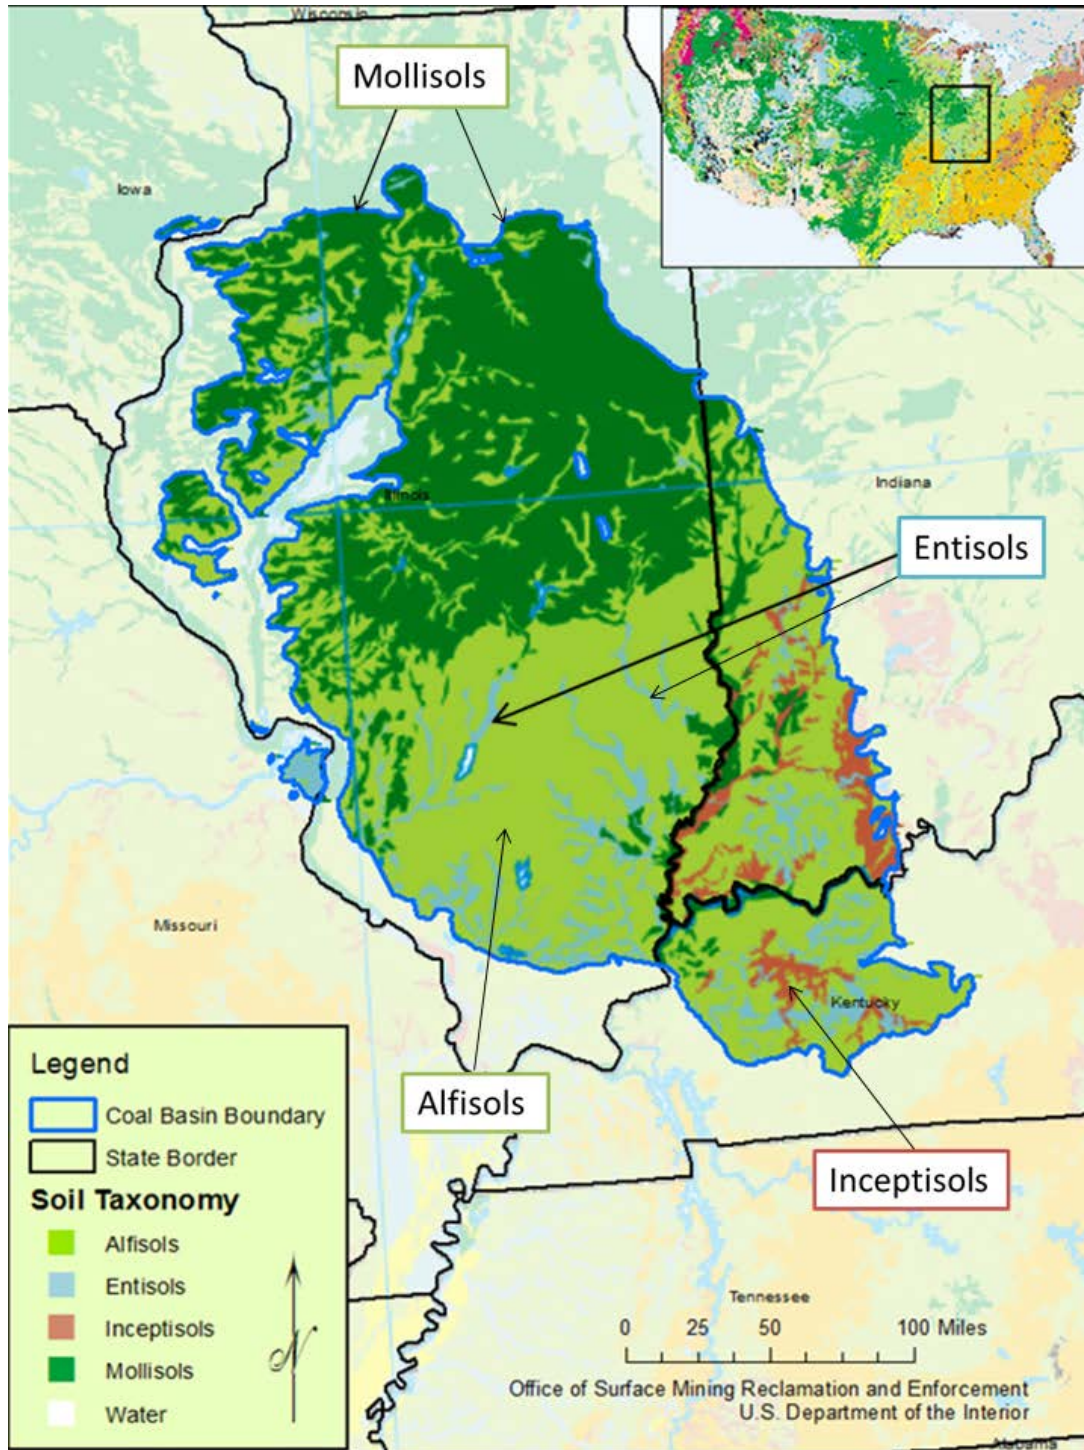 Wisconsin
Mollisols
Iowa
Illinois
Indiana
Entisols
Missouri
Kentucky
Alfisols
Inceptisols
Legend
Coal Basin Boundary
State Border
Soil Taxonomy
Alfisols
Entisols
Inceptisols
Mollisols
Water
N
Tennessee
0 25 50 100 Miles
Office of Surface Mining Reclamation and Enforcement
U.S. Department of the Interior
Alabama